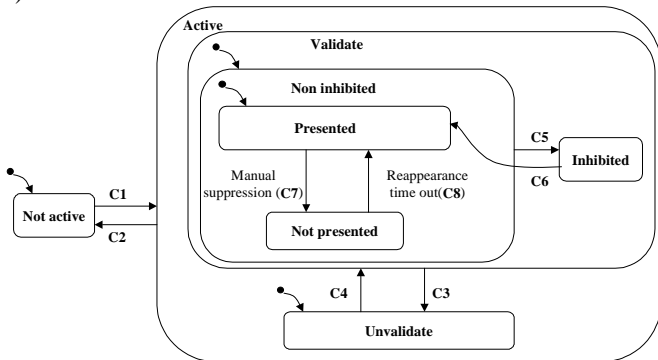 Active
Validate
Non inhibited
Presented
C5
Inhibited
C6
Manual
suppression (C7)
Reappearance
time out(C8)
C1
Not active
C2
Not presented
C4
C3
Unvalidate